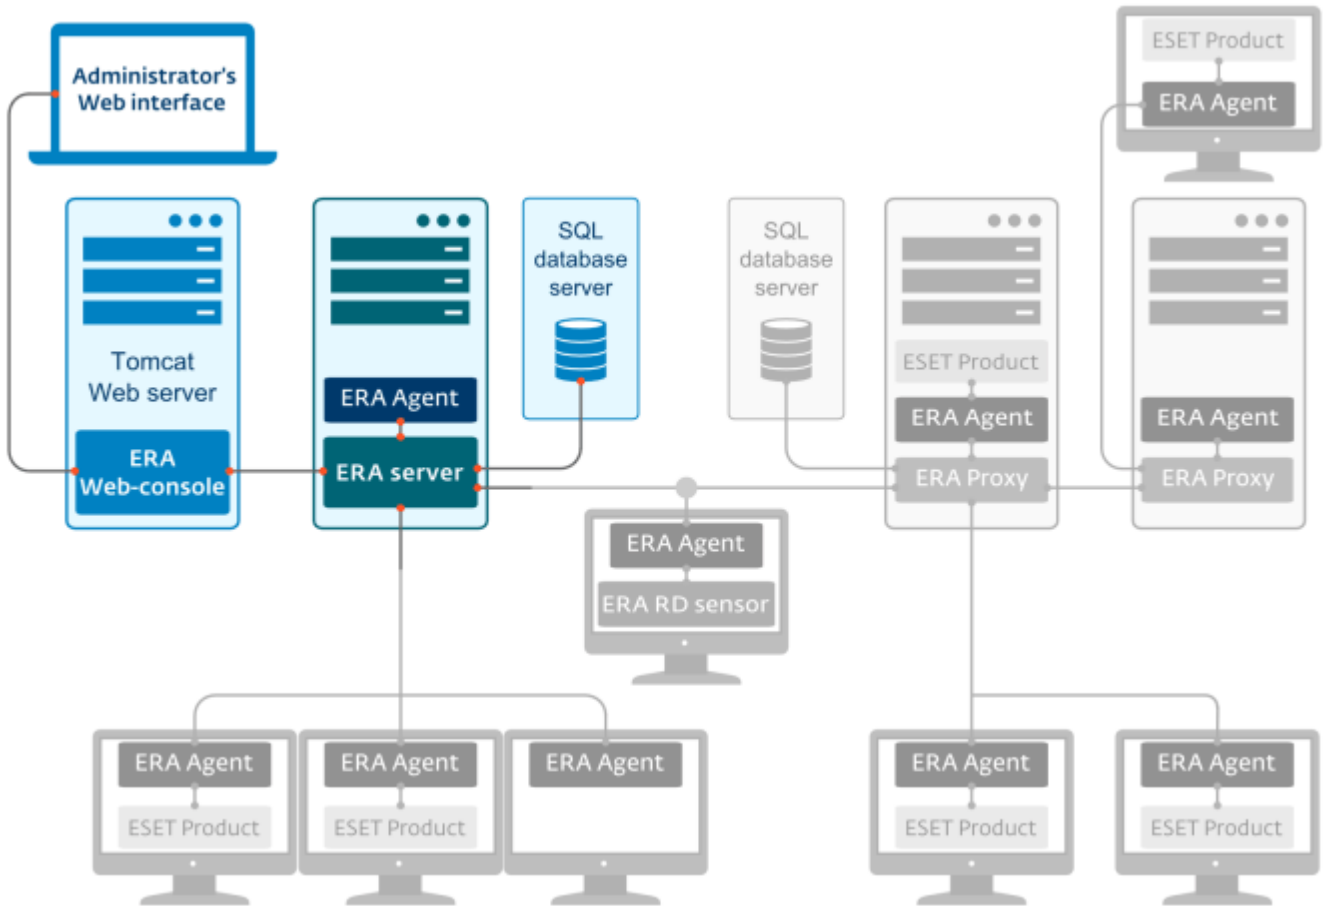 Administrator's
Web interface
ESET Product
ERA Agent
Tomcat
Web server
ERA
Web-console
ERA Agent
ERA server
SQL
database
server
SQL
database
server
ESET Product
ERA Agent
ERA Proxy
ERA Agent
ERA Proxy
ERA Agent
ERA RD sensor
ERA Agent
ESET Product
ERA Agent
ESET Product
ERA Agent
ERA Agent
ESET Product
ERA Agent
ESET Product